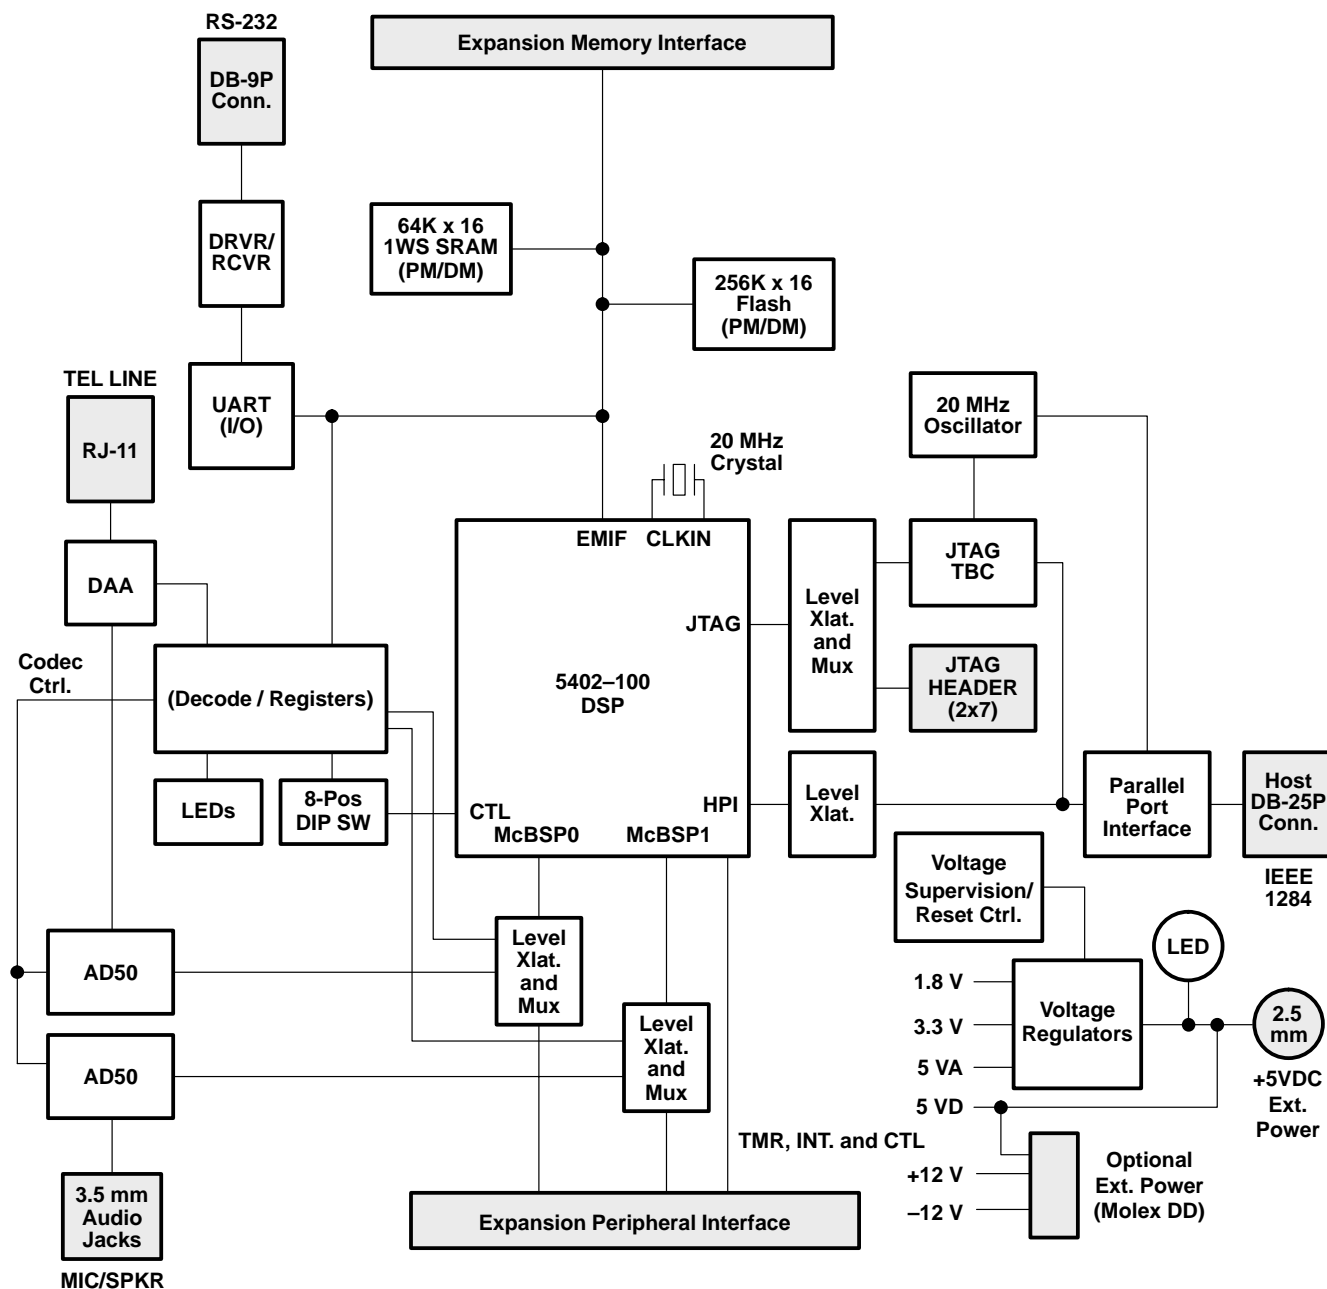 RS-232
Expansion Memory Interface
DB-9P
Conn.
DRVR/
RCVR
64K x 16
1WS SRAM
(PM/DM)
256K x 16
Flash
(PM/DM)
TEL LINE
UART
(I/O)
RJ-11
20 MHz
Crystal
20 MHz
Oscillator
EMIF
CLKIN
DAA
JTAG
TBC
Level
Xlat.
and
Mux
JTAG
Codec
Ctrl.
(Decode / Registers)
5402–100
DSP
JTAG
HEADER
(2x7)
LEDs
8-Pos
DIP SW
CTL
HPI
McBSP0
McBSP1
Level
Xlat.
Parallel
Port
Interface
Host
DB-25P
Conn.
IEEE
1284
Voltage
Supervision/
Reset Ctrl.
LED
AD50
Level
Xlat.
and
Mux
1.8 V
3.3 V
5 VA
5 VD
Voltage
Regulators
2.5
mm
+5VDC
Ext.
Power
AD50
Level
Xlat.
and
Mux
TMR, INT. and CTL
+12 V
–12 V
Optional
Ext. Power
(Molex DD)
3.5 mm
Audio
Jacks
MIC/SPKR
Expansion Peripheral Interface